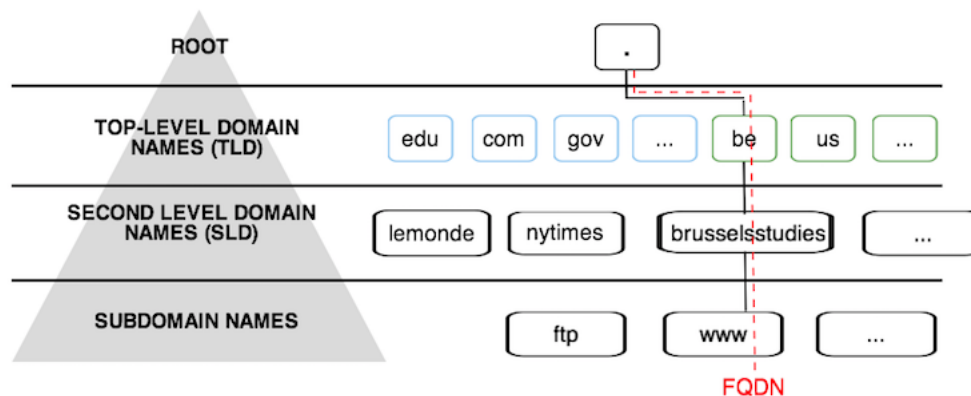 ROOT
.
TOP-LEVEL DOMAIN
NAMES (TLD)
edu com gov ... be us ...
SECOND LEVEL DOMAIN
NAMES (SLD)
lemonde nytimes brusselsstudies ...
SUBDOMAIN NAMES
ftp www ...
FQDN